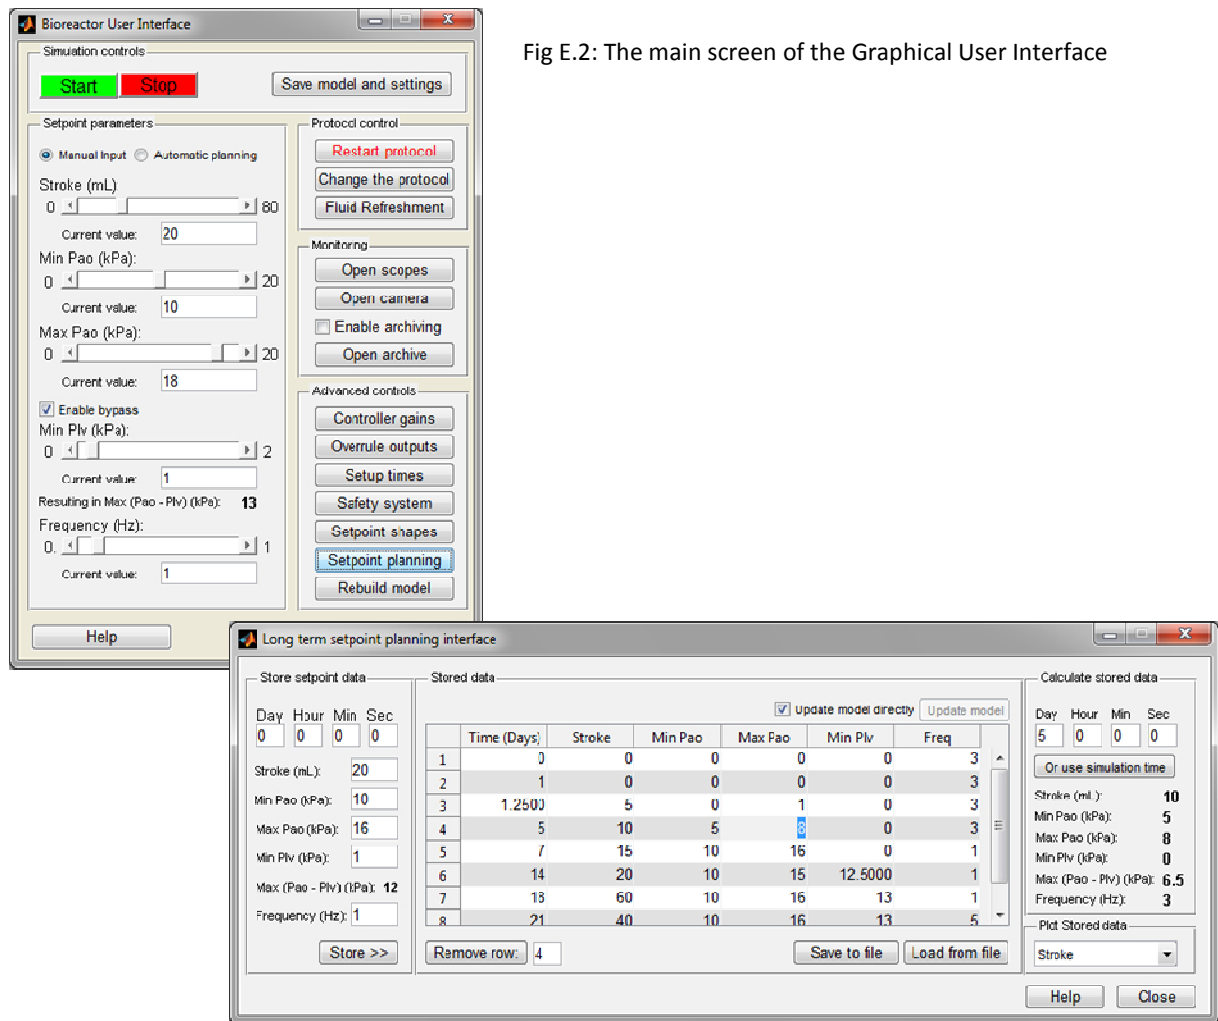 Bioreactor User Interface
Fig E.2: The main screen of the Graphical User Interface
Simulation controls
Start Stop Save model and settings
Setpoint parameters
Manual Input Automatic planning
Stroke (mL)
0 80
Current value: 20
Min Pao (kPa):
0 20
Current value: 10
Max Pao (kPa):
0 20
Current value: 18
Enable bypass
Min Plv (kPa):
0 2
Current value: 1
Resulting in Max (Pao - Plv) (kPa): 13
Frequency (Hz):
0. 1
Current value: 1
Protocol control
Restart protocol
Change the protocol
Fluid Refreshment
Monitoring
Open scopes
Open camera
Enable archiving
Open archive
Advanced controls
Controller gains
Overrule outputs
Setup times
Safety system
Setpoint shapes
Setpoint planning
Rebuild model
Help
Long term setpoint planning interface
Store setpoint data
Day Hour Min Sec
0 0 0 0
Stroke (mL): 20
Min Pao (kPa): 10
Max Pao (kPa): 16
Min Plv (kPa): 1
Max (Pao - Plv) (kPa): 12
Frequency (Hz): 1
Store >>
Stored data
Update model directly Update model
Time (Days) Stroke Min Pao Max Pao Min Plv Freq
1 0 0 0 0 0 3
2 1 0 0 0 0 3
3 1.2500 5 0 1 0 3
4 5 10 5 8 0 3
5 7 15 10 16 0 1
6 14 20 10 15 12.5000 1
7 18 60 10 16 13 1
8 21 40 10 16 13 5
Remove row: 4 Save to file Load from file
Calculate stored data
Day Hour Min Sec
5 0 0 0
Or use simulation time
Stroke (mL): 10
Min Pao (kPa): 5
Max Pao (kPa): 8
Min Plv (kPa): 0
Max (Pao - Plv) (kPa): 6.5
Frequency (Hz): 3
Plot Stored data
Stroke
Help Close